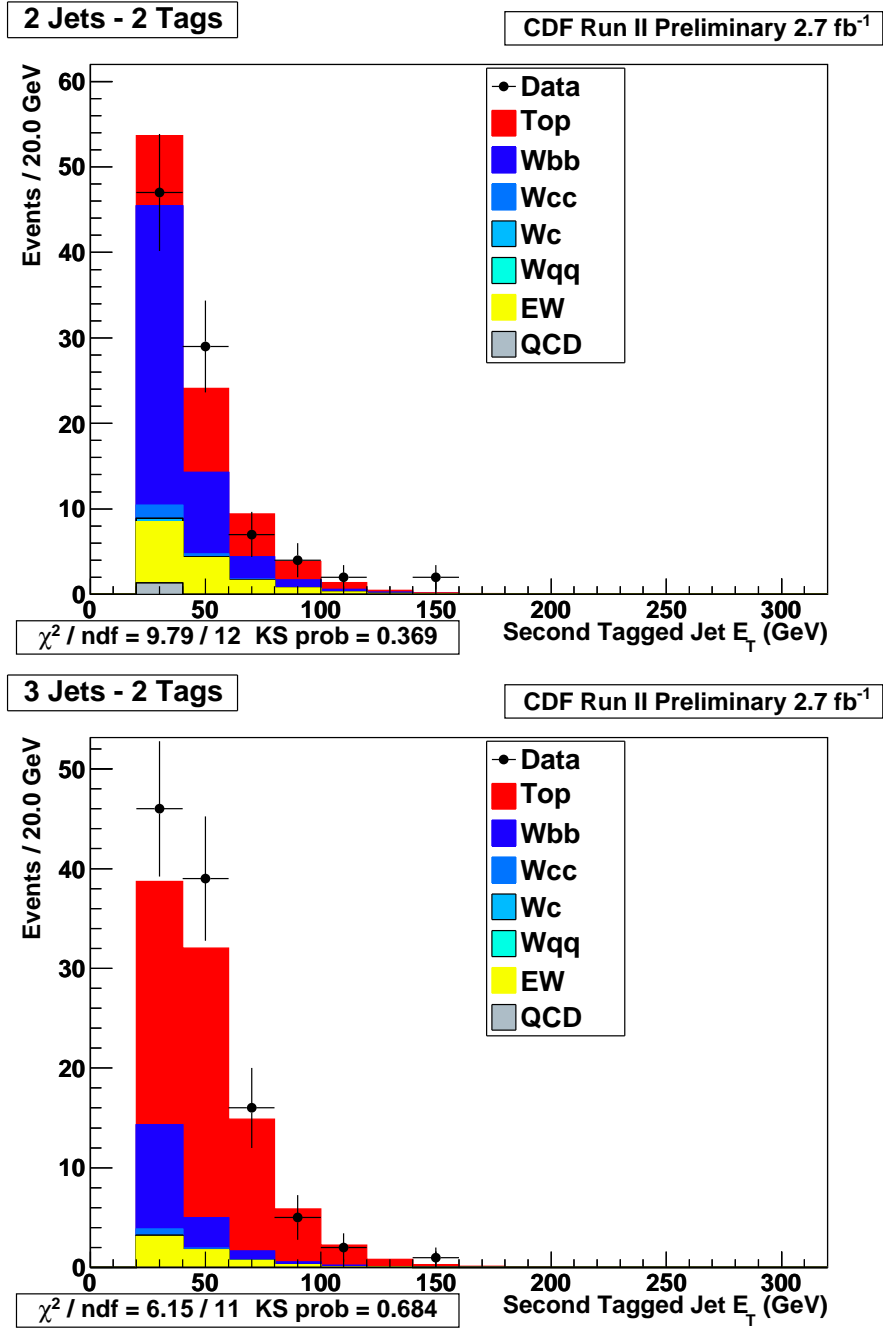 2 Jets - 2 Tags
CDF Run II Preliminary 2.7 fb⁻¹
Events / 20.0 GeV
60
50
40
30
20
10
0
Data
Top
Wbb
Wcc
Wc
Wqq
EW
QCD
0 50 100 150 200 250 300
χ² / ndf = 9.79 / 12 KS prob = 0.369
Second Tagged Jet E_T (GeV)
3 Jets - 2 Tags
CDF Run II Preliminary 2.7 fb⁻¹
Events / 20.0 GeV
50
40
30
20
10
0
Data
Top
Wbb
Wcc
Wc
Wqq
EW
QCD
0 50 100 150 200 250 300
χ² / ndf = 6.15 / 11 KS prob = 0.684
Second Tagged Jet E_T (GeV)